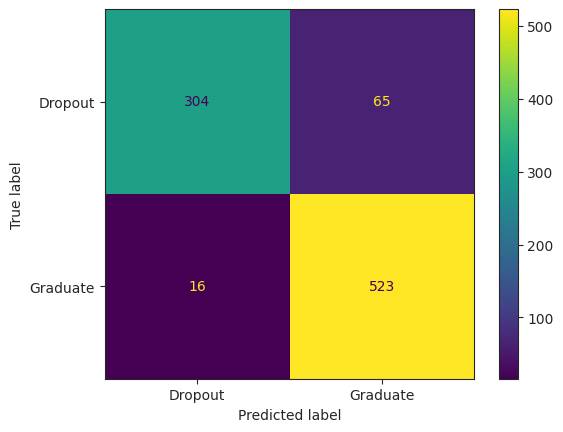 Dropout
Graduate
True label
304
65
16
523
Dropout
Graduate
Predicted label
500
400
300
200
100